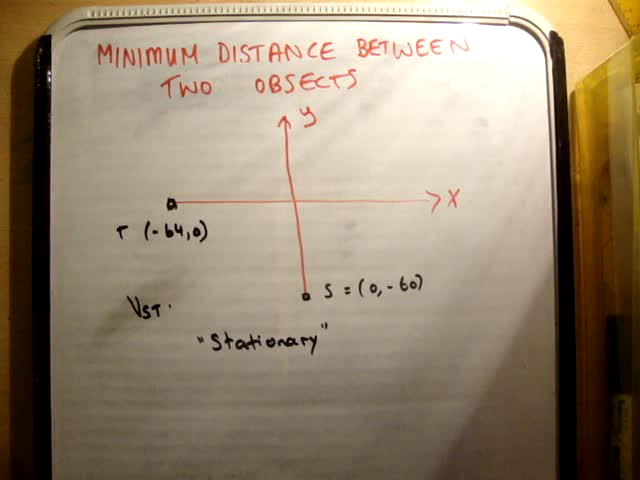 MINIMUM DISTANCE BETWEEN
TWO OBSECTS
y
X
T (-64,0)
S = (0,-60)
VST.
"Stationary"